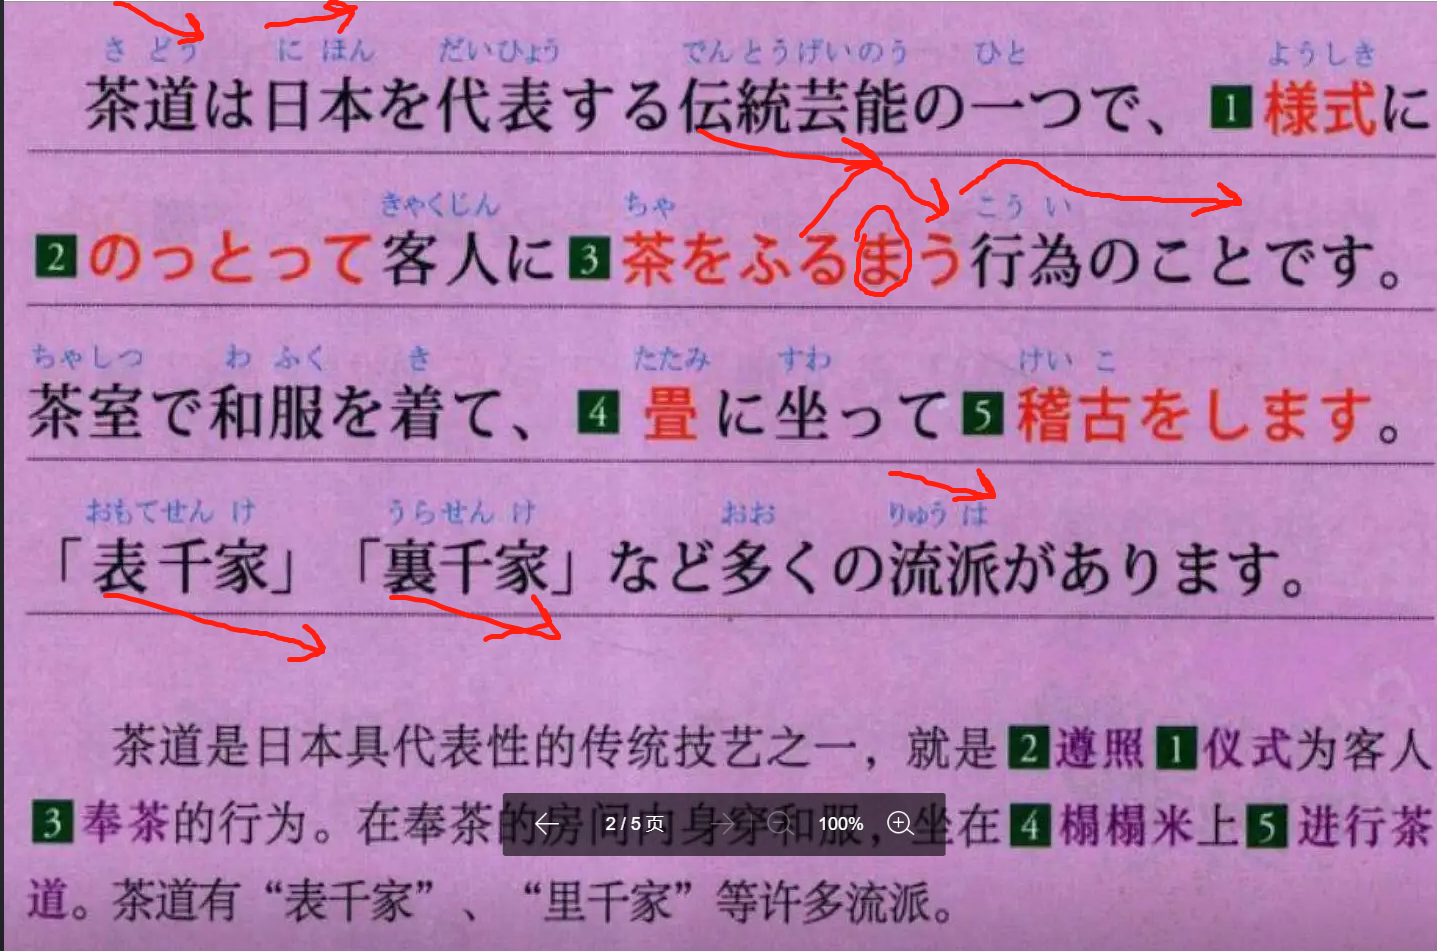 さ どう に ほん だいひょう でんとうげいのう ひと ようしき
茶道は日本を代表する伝統芸能の一つで、1様式に
きゃくじん ちゃ こう い
2のっとって客人に3茶をふるまう行為のことです。
ちゃしつ わ ふく き たたみ すわ けい こ
茶室で和服を着て、4畳に坐って5稽古をします。
おもてせん け うらせん け おお りゅう は
「表千家」「裏千家」など多くの流派があります。
茶道是日本具代表性的传统技艺之一，就是2遵照1仪式为客人
3奉茶的行为。在奉茶的房间内身穿和服，坐在4榻榻米上5进行茶
2 / 5 页 100%
道。茶道有“表千家”、“里千家”等许多流派。